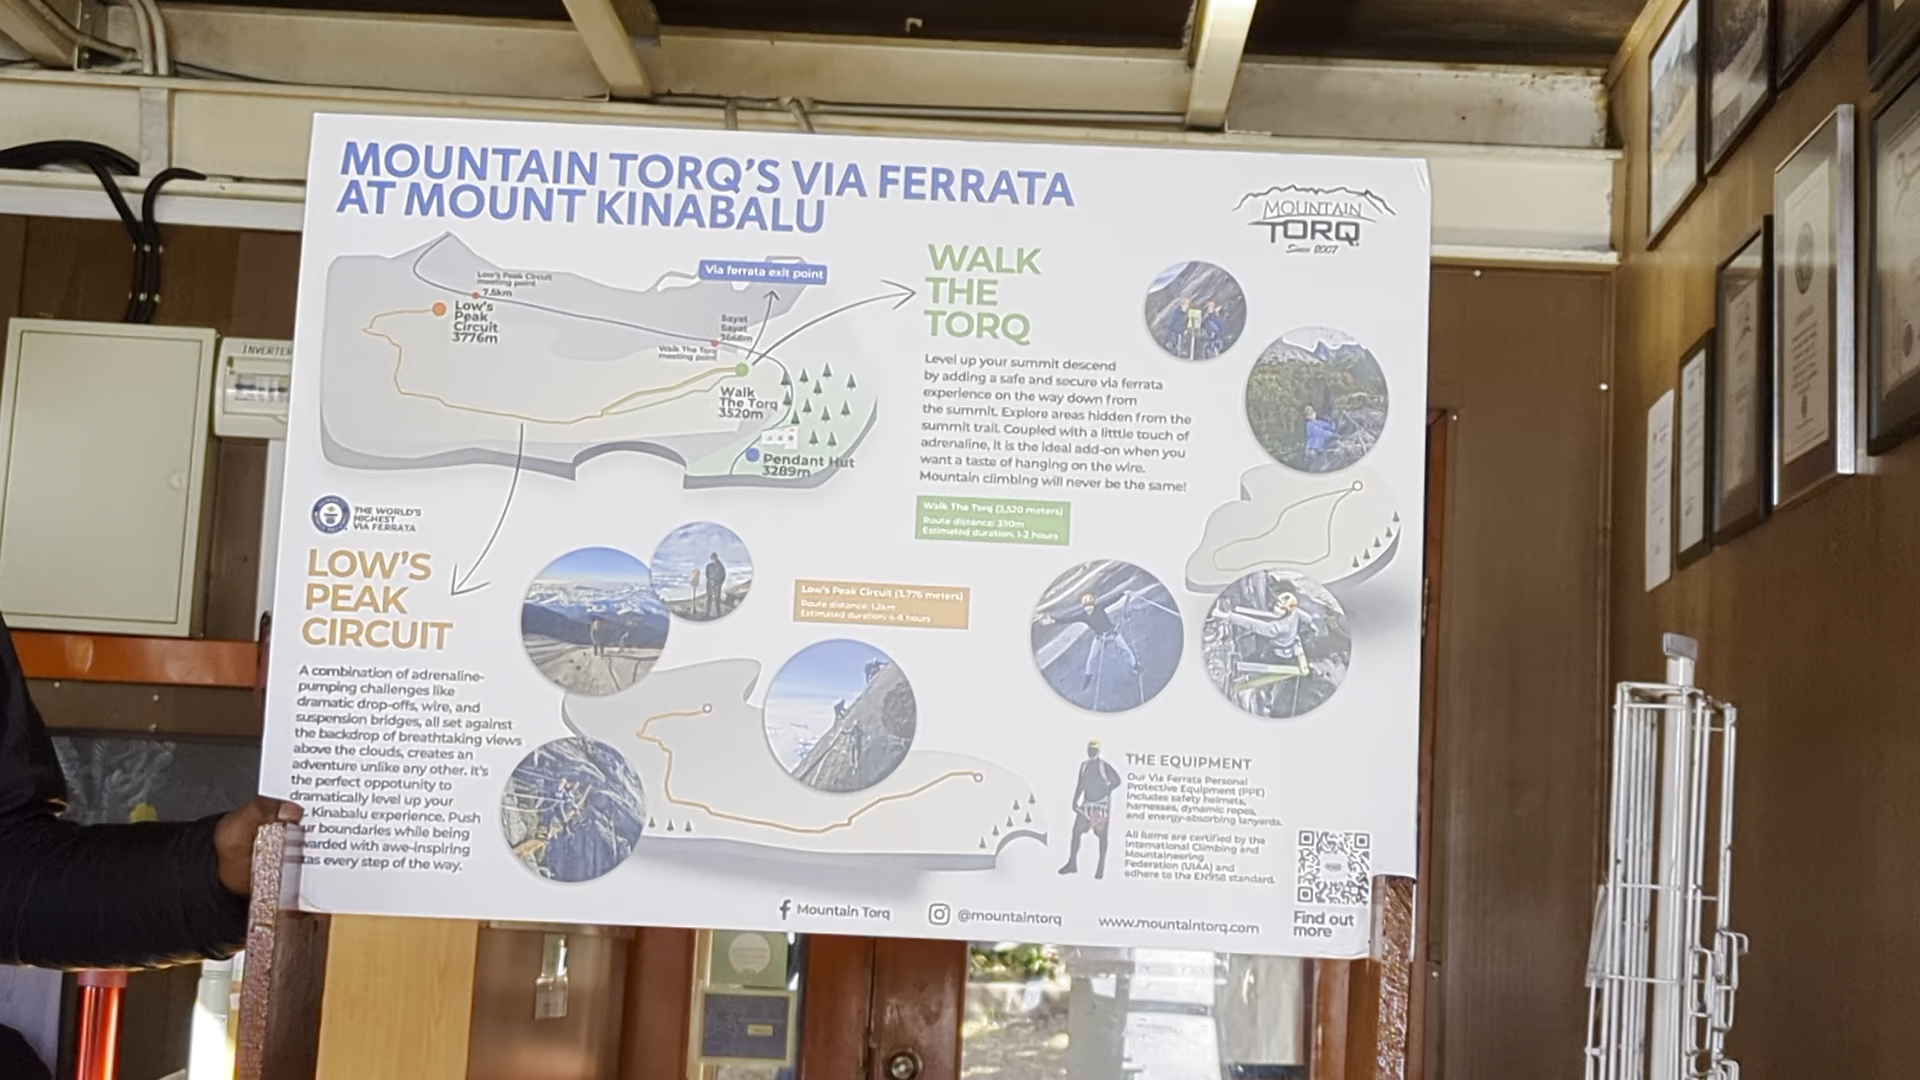 MOUNTAIN TORQ'S VIA FERRATA
AT MOUNT KINABALU
MOUNTAIN
TORQ
Since 2007
Low's Peak Circuit
meeting point
7.5km
Low's
Peak
Circuit
3776m
Via ferrata exit point
Sayat
Sayat
3668m
Walk The Torq
meeting point
Walk
The Torq
3520m
Pendant Hut
3289m
WALK
THE
TORQ
Level up your summit descend
by adding a safe and secure via ferrata
experience on the way down from
the summit. Explore areas hidden from the
summit trail. Coupled with a litttle touch of
adrenaline, it is the ideal add-on when you
want a taste of hanging on the wire.
Mountain climbing will never be the same!
Walk The Torq (3,520 meters)
Route distance: 330m
Estimated duration: 1-2 hours
THE WORLD'S
HIGHEST
VIA FERRATA
LOW'S
PEAK
CIRCUIT
A combination of adrenaline-
pumping challenges like
dramatic drop-offs, wire, and
suspension bridges, all set against
the backdrop of breathtaking views
above the clouds, creates an
adventure unlike any other. It's
the perfect oppotunity to
dramatically level up your
. Kinabalu experience. Push
ur boundaries while being
warded with awe-inspiring
tas every step of the way.
Low's Peak Circuit (3,776 meters)
Route distance: 1.2km
Estimated duration: 4-6 hours
THE EQUIPMENT
Our Via Ferrata Personal
Protective Equipment (PPE)
includes safety helmets,
harnesses, dynamic ropes,
and energy-absorbing lanyards.
All items are certified by the
International Climbing and
Mountaineering
Federation (UIAA) and
adhere to the EN958 standard.
Find out
more
Mountain Torq
@mountaintorq
www.mountaintorq.com
INVERTER